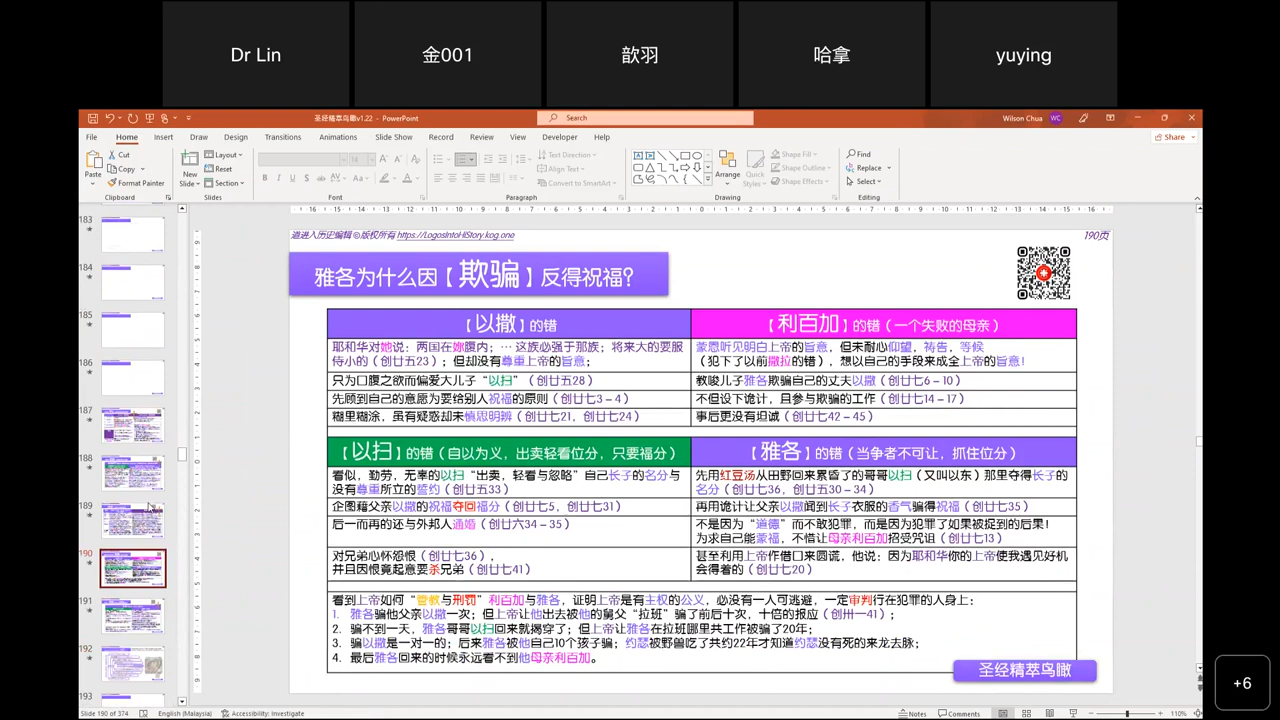 Dr Lin
金001
歆羽
哈拿
yuying
圣经精萃鸟瞰v1.22 - PowerPoint
Search
Wilson Chua
WC
File Home Insert Draw Design Transitions Animations Slide Show Record Review View Developer Help
Share
Paste
Cut
Copy
Format Painter
Clipboard
New Slide
Layout
Reset
Section
Slides
Font
Text Direction
Align Text
Convert to SmartArt
Paragraph
Arrange
Quick Styles
Shape Fill
Shape Outline
Shape Effects
Drawing
Find
Replace
Select
Editing
183
184
185
186
187
188
189
190
191
192
193
道进入历史编辑©版权所有 https://LogosIntoHiStory.kog.one
190页
雅各为什么因【欺骗】反得祝福?
【以撒】的错
【利百加】的错（一个失败的母亲）
耶和华对她说：两国在妳腹内；… 这族必强于那族；将来大的要服侍小的（创廿五23）；但却没有尊重上帝的旨意；
蒙愿听见明白上帝的旨意，但未耐心仰望，祷告，等候
（犯下了以前撒拉的错），想以自己的手段来成全上帝的旨意!
只为口腹之欲而偏爱大儿子“以扫”（创廿五28）
教唆儿子雅各欺骗自己的丈夫以撒（创廿七6-10）
先顾到自己的意愿为要给别人祝福的原则（创廿七3-4）
不但设下诡计，且参与欺骗的工作（创廿七14-17）
糊里糊涂，虽有疑惑却未慎思明辨（创廿七21，创廿七24）
事后更没有坦诚（创廿七42-45）
以扫的错（自以为义，出卖轻看位分，只要福分）
【雅各】的错（当争者不可让，抓住位分）
看似，勤劳，无辜的以扫“出卖，轻看与忽略”自己长子的名分与没有尊重所立的誓约（创廿五33）
先用红豆汤从田野回来累昏了的哥哥以扫（又叫以东）那里夺得长子的名分（创廿七36，创廿五30-34）
企图藉父亲以撒的祝福夺回福分（创廿七5，创廿七31）
再用诡计让父亲以撒闻到长子衣服的香气骗得祝福（创廿七35）
后一而再的还与外邦人通婚（创廿六34-35）
不是因为“道德”而不敢犯罪，而是因为犯罪了如果被捉到的后果!
为求自己能蒙福，不惜让母亲利百加招受咒诅（创廿七13）
对兄弟心怀怨恨（创廿七36），
并且因恨竟起意要杀兄弟（创廿七41）
甚至利用上帝作借口来圆谎，他说：因为耶和华你的上帝使我遇见好机会得着的（创廿七20）
看到上帝如何“管教与刑罚”利百加与雅各，证明上帝是有主权的公义，必没有一人可逃避，一定审判行在犯罪的人身上：
1. 雅各骗他父亲以撒一次；但上帝让他出去被他的舅父“拉班”骗了前后十次，十倍的报应（创卅一41）；
2. 骗不到一天，雅各哥哥以扫回来就揭穿了；但上帝让雅各在拉班哪里共工作被骗了20年；
3. 骗以撒是一对一的；后来雅各被他自己10个孩子骗；约瑟被野兽吃了共约22年才知道约瑟没有死的来龙去脉；
4. 最后雅各回来的时候永远看不到他母亲利百加。
圣经精萃鸟瞰
Slide 190 of 374
English (Malaysia)
Accessibility: Investigate
Notes
Comments
110%
+6